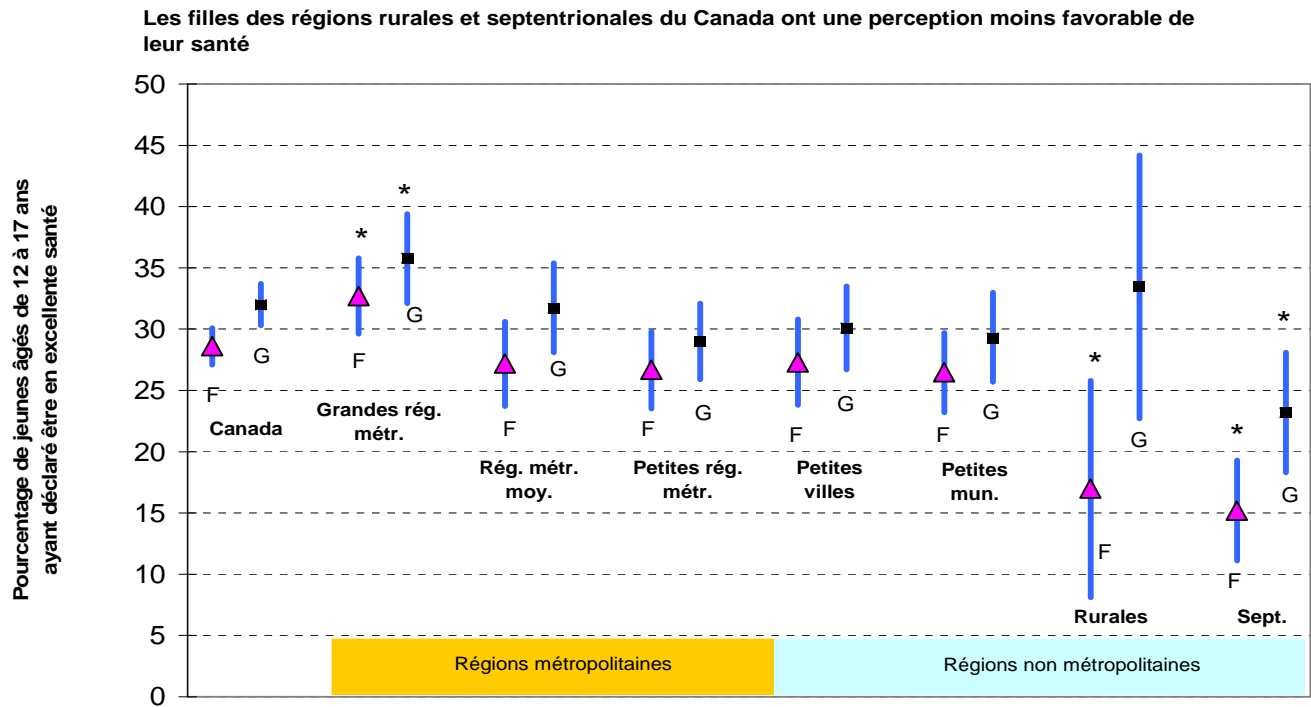 Les filles des régions rurales et septentrionales du Canada ont une perception moins favorable de
leur santé
Pourcentage de jeunes âgés de 12 à 17 ans
ayant déclaré être en excellente santé
50
45
40
35
30
25
20
15
10
5
0
* * * * *
F G F G F G F G F G F G F G F G
Canada
Grandes rég.
métr.
Rég. métr.
moy.
Petites rég.
métr.
Petites
villes
Petites
mun.
Rurales
Sept.
Régions métropolitaines
Régions non métropolitaines